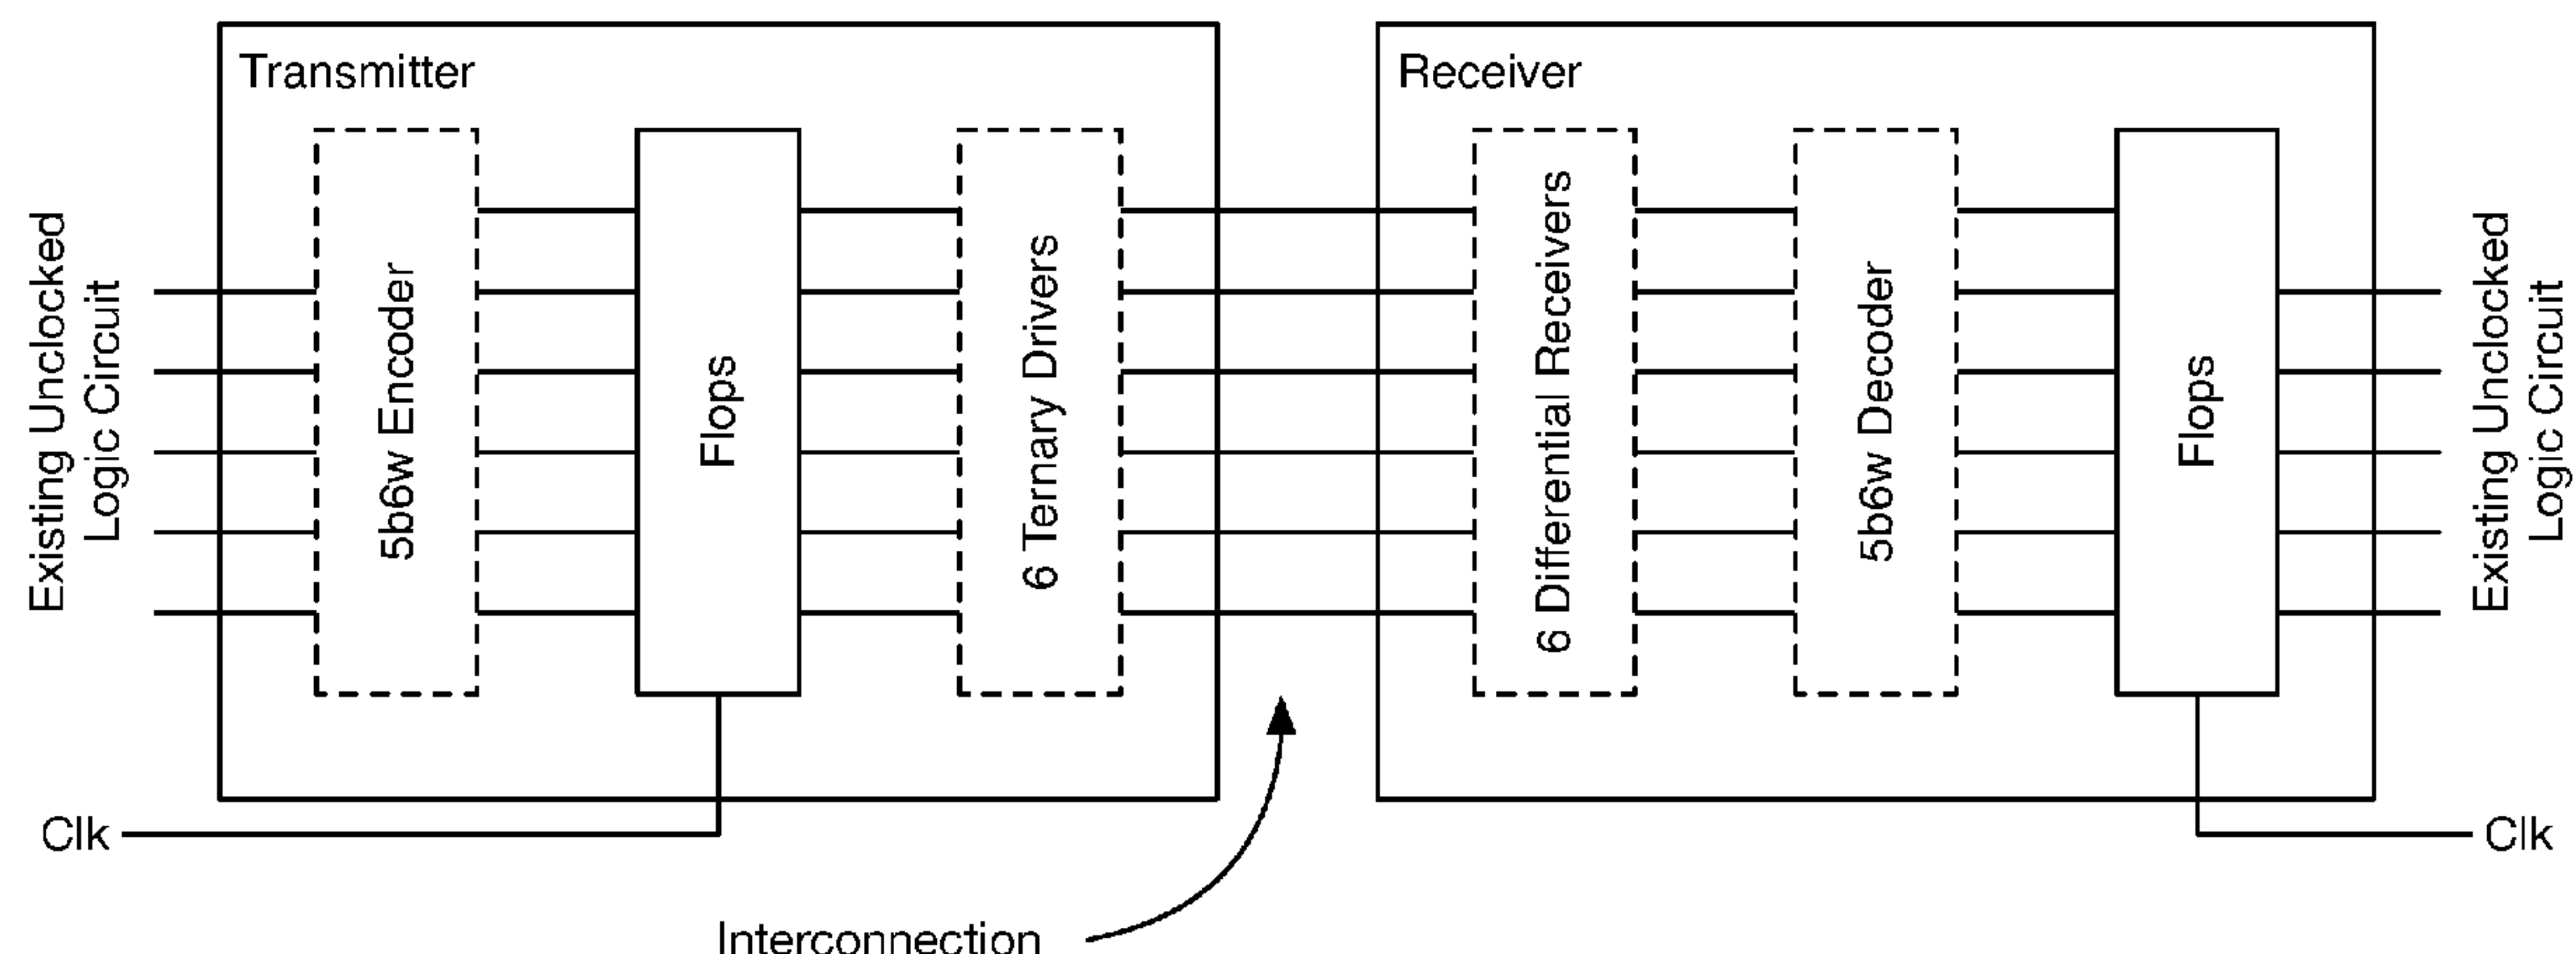 Transmitter
Receiver
Existing Unclocked
Logic Circuit
5b6w Encoder
Flops
6 Ternary Drivers
6 Differential Receivers
5b6w Decoder
Flops
Existing Unclocked
Logic Circuit
Clk
Clk
Interconnection